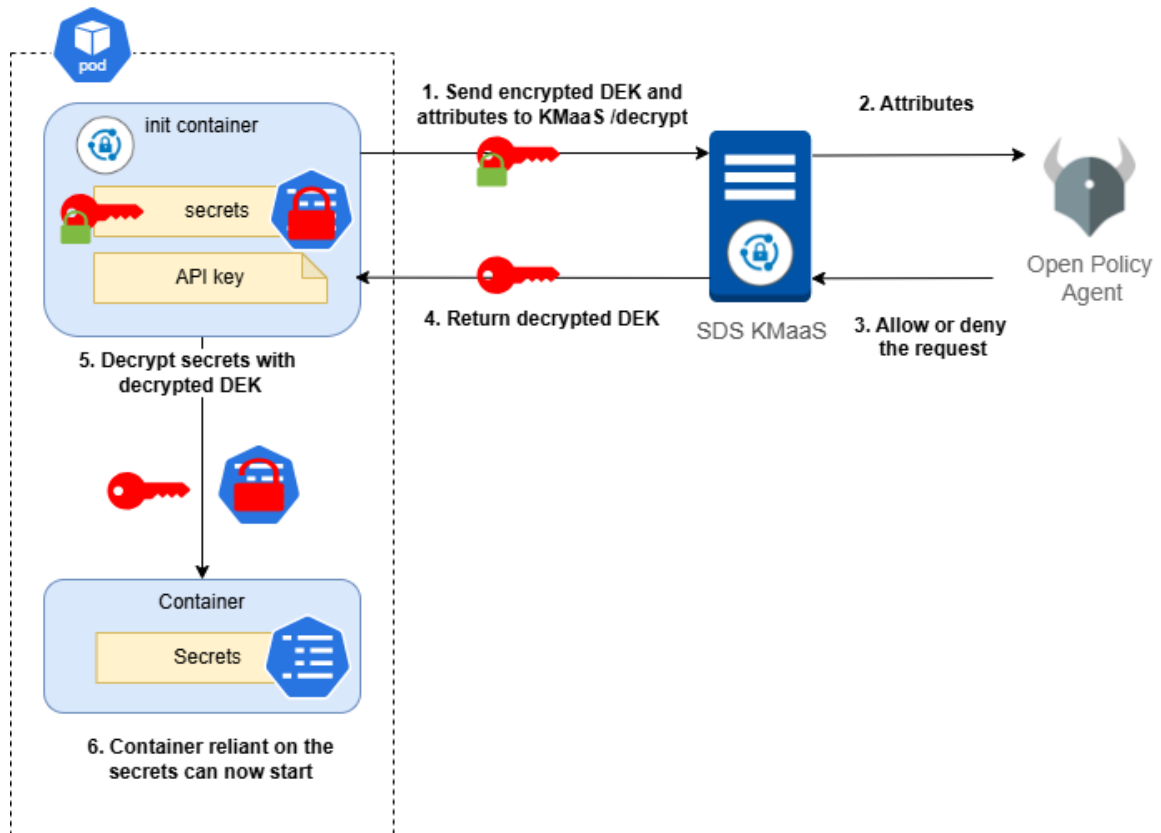 pod
init container
secrets
API key
1. Send encrypted DEK and
attributes to KMaaS /decrypt
2. Attributes
Open Policy
Agent
3. Allow or deny
the request
SDS KMaaS
4. Return decrypted DEK
5. Decrypt secrets with
decrypted DEK
Container
Secrets
6. Container reliant on the
secrets can now start